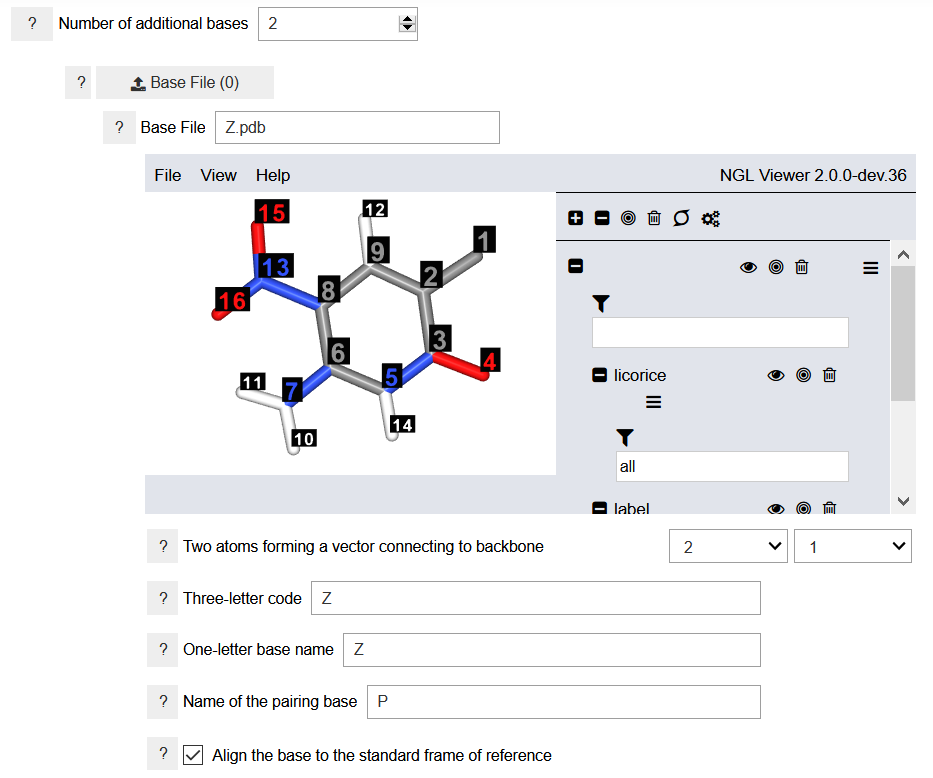 ? Number of additional bases 2
? Base File (0)
? Base File Z.pdb
File View Help NGL Viewer 2.0.0-dev.36
15
12
13
9
1
16
8
2
6
3
4
11
7
5
10
14
licorice
all
label
? Two atoms forming a vector connecting to backbone 2 1
? Three-letter code Z
? One-letter base name Z
? Name of the pairing base P
? Align the base to the standard frame of reference